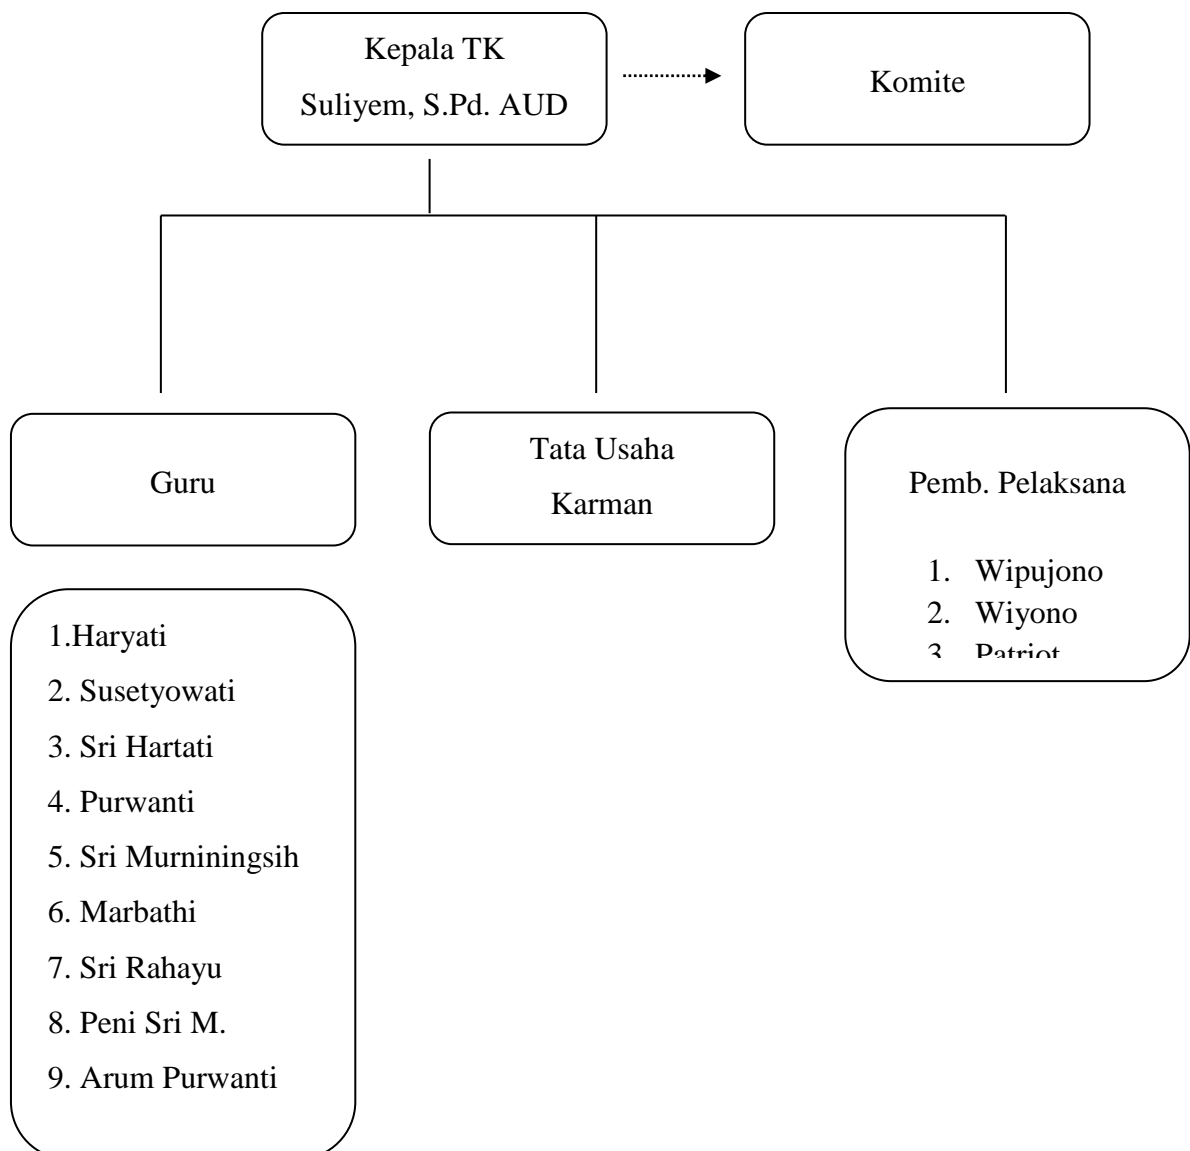 Kepala TK
Suliyem, S.Pd. AUD
Komite
Guru
Tata Usaha
Karman
Pemb. Pelaksana
1. Wipujono
2. Wiyono
3. Patriot
1.Haryati
2. Susetyowati
3. Sri Hartati
4. Purwanti
5. Sri Murniningsih
6. Marbathi
7. Sri Rahayu
8. Peni Sri M.
9. Arum Purwanti